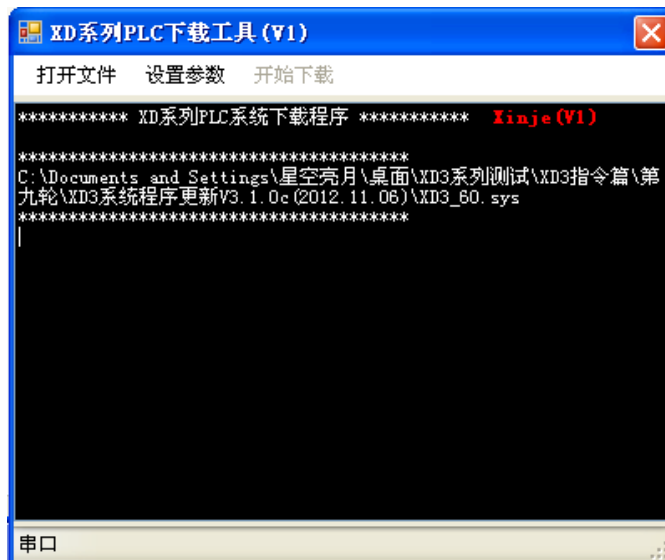 XD系列PLC下载工具(V1)
打开文件 设置参数 开始下载
*********** XD系列PLC系统下载程序 *********** Xinje(V1)
***************************************
C:\Documents and Settings\星空亮月\桌面\XD3系列测试\XD3指令篇\第
九轮\XD3系统程序更新V3.1.0c(2012.11.06)\XD3_60.sys
***************************************
串口